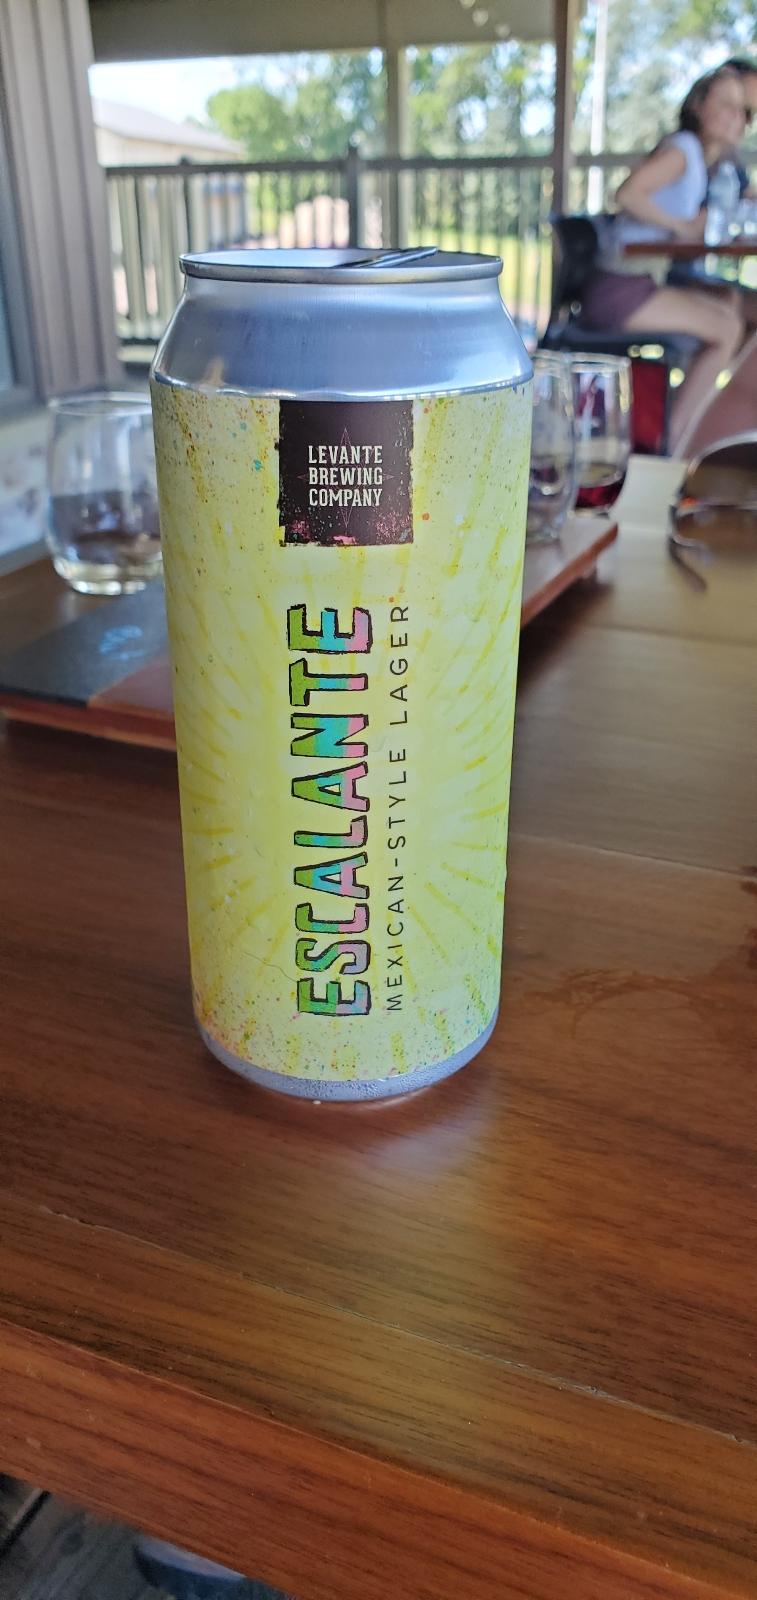 LEVANTE
BREWING
COMPANY
ESCALANTE
MEXICAN-STYLE LAGER